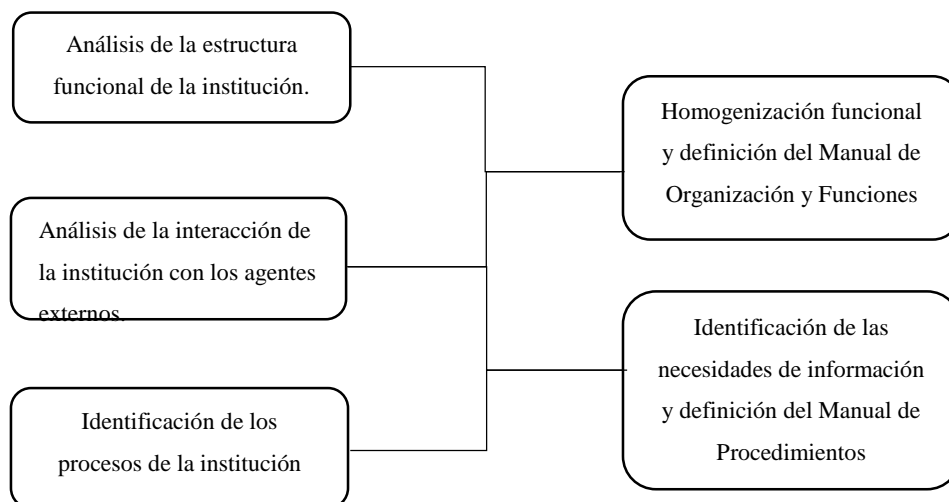 Análisis de la estructura
funcional de la institución.
Análisis de la interacción de
la institución con los agentes
externos.
Identificación de los
procesos de la institución
Homogenización funcional
y definición del Manual de
Organización y Funciones
Identificación de las
necesidades de información
y definición del Manual de
Procedimientos